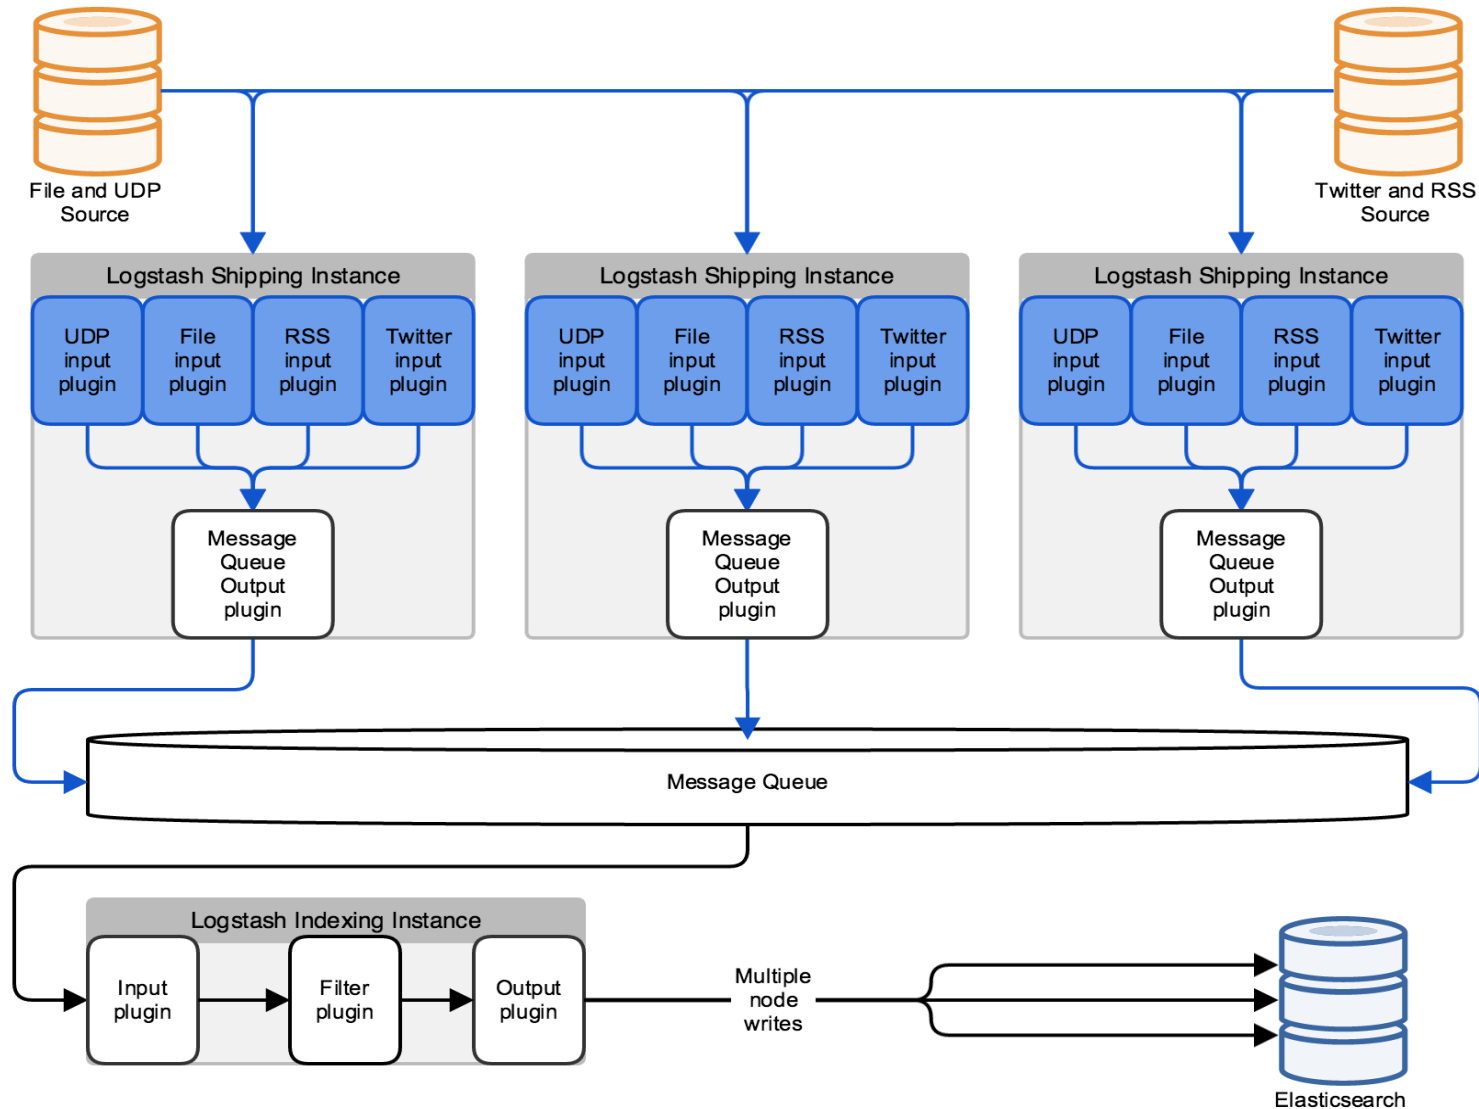 File and UDP
Source
Twitter and RSS
Source
Logstash Shipping Instance
UDP
input
plugin
File
input
plugin
RSS
input
plugin
Twitter
input
plugin
Message
Queue
Output
plugin
Logstash Shipping Instance
UDP
input
plugin
File
input
plugin
RSS
input
plugin
Twitter
input
plugin
Message
Queue
Output
plugin
Logstash Shipping Instance
UDP
input
plugin
File
input
plugin
RSS
input
plugin
Twitter
input
plugin
Message
Queue
Output
plugin
Message Queue
Logstash Indexing Instance
Input
plugin
Filter
plugin
Output
plugin
Multiple
node
writes
Elasticsearch